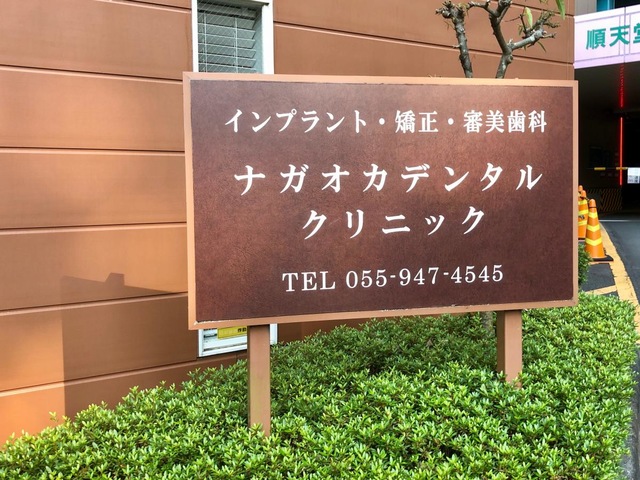 インプラント・矯正・審美歯科
ナガオカデンタル
クリニック
TEL 055-947-4545
順天堂